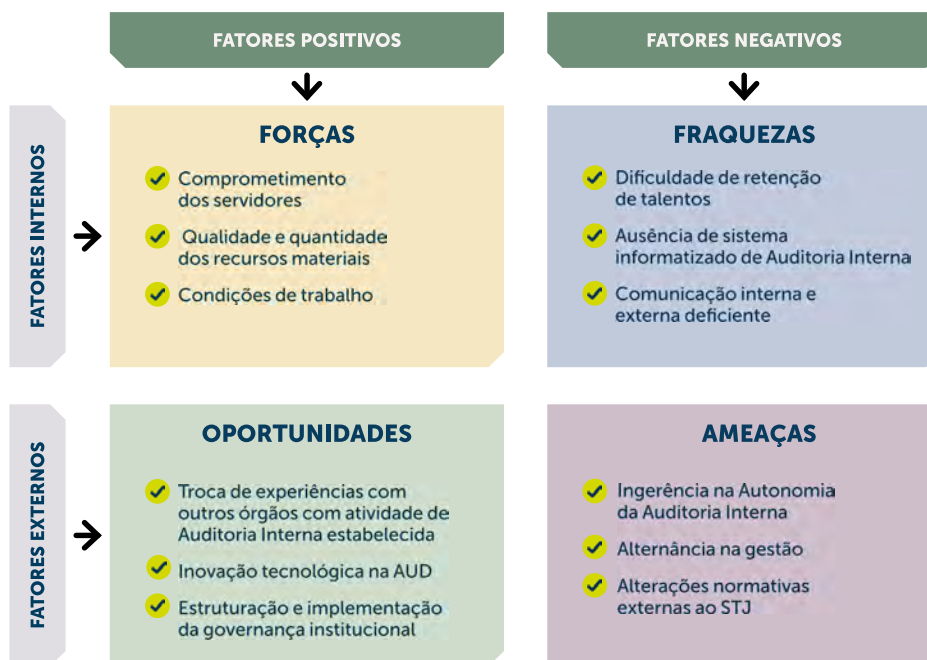 FATORES POSITIVOS
FATORES NEGATIVOS
FATORES INTERNOS
FORÇAS
Comprometimento
dos servidores
Qualidade e quantidade
dos recursos materiais
Condições de trabalho
FRAQUEZAS
Dificuldade de retenção
de talentos
Ausência de sistema
informatizado de Auditoria Interna
Comunicação interna e
externa deficiente
FATORES EXTERNOS
OPORTUNIDADES
Troca de experiências com
outros órgãos com atividade de
Auditoria Interna estabelecida
Inovação tecnológica na AUD
Estruturação e implementação
da governança institucional
AMEAÇAS
Ingerência na Autonomia
da Auditoria Interna
Alternância na gestão
Alterações normativas
externas ao STJ